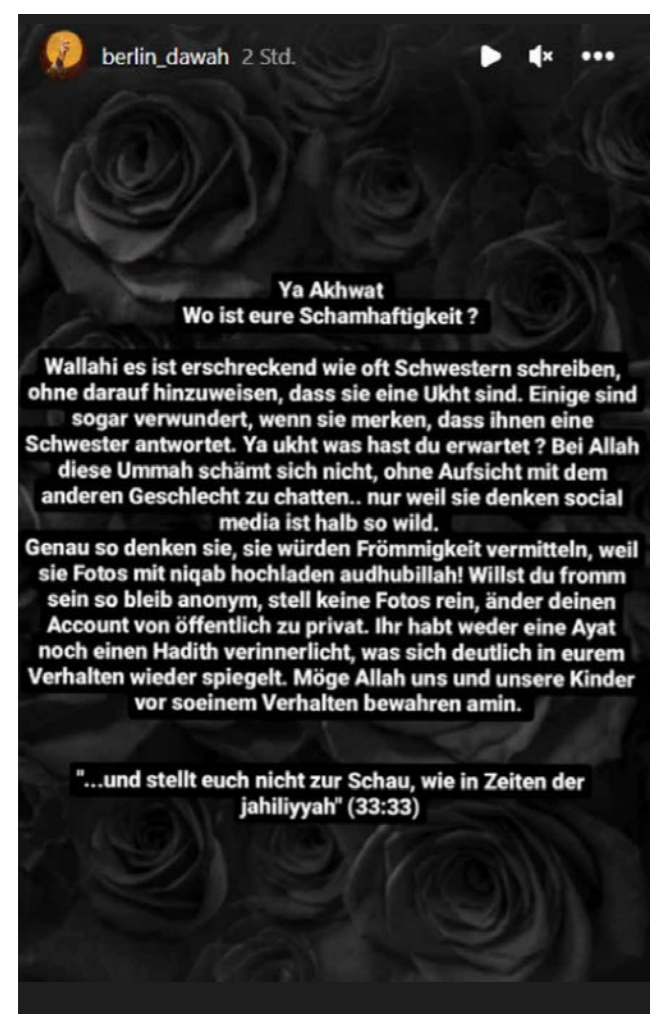 berlin_dawah 2 Std.
Ya Akhwat
Wo ist eure Schamhaftigkeit ?
Wallahi es ist erschreckend wie oft Schwestern schreiben,
ohne darauf hinzuweisen, dass sie eine Ukht sind. Einige sind
sogar verwundert, wenn sie merken, dass ihnen eine
Schwester antwortet. Ya ukht was hast du erwartet ? Bei Allah
diese Ummah schämt sich nicht, ohne Aufsicht mit dem
anderen Geschlecht zu chatten.. nur weil sie denken social
media ist halb so wild.
Genau so denken sie, sie würden Frömmigkeit vermitteln, weil
sie Fotos mit niqab hochladen audhubillah! Willst du fromm
sein so bleib anonym, stell keine Fotos rein, änder deinen
Account von öffentlich zu privat. Ihr habt weder eine Ayat
noch einen Hadith verinnerlicht, was sich deutlich in eurem
Verhalten wieder spiegelt. Möge Allah uns und unsere Kinder
vor soeinem Verhalten bewahren amin.
"...und stellt euch nicht zur Schau, wie in Zeiten der
jahiliyyah" (33:33)